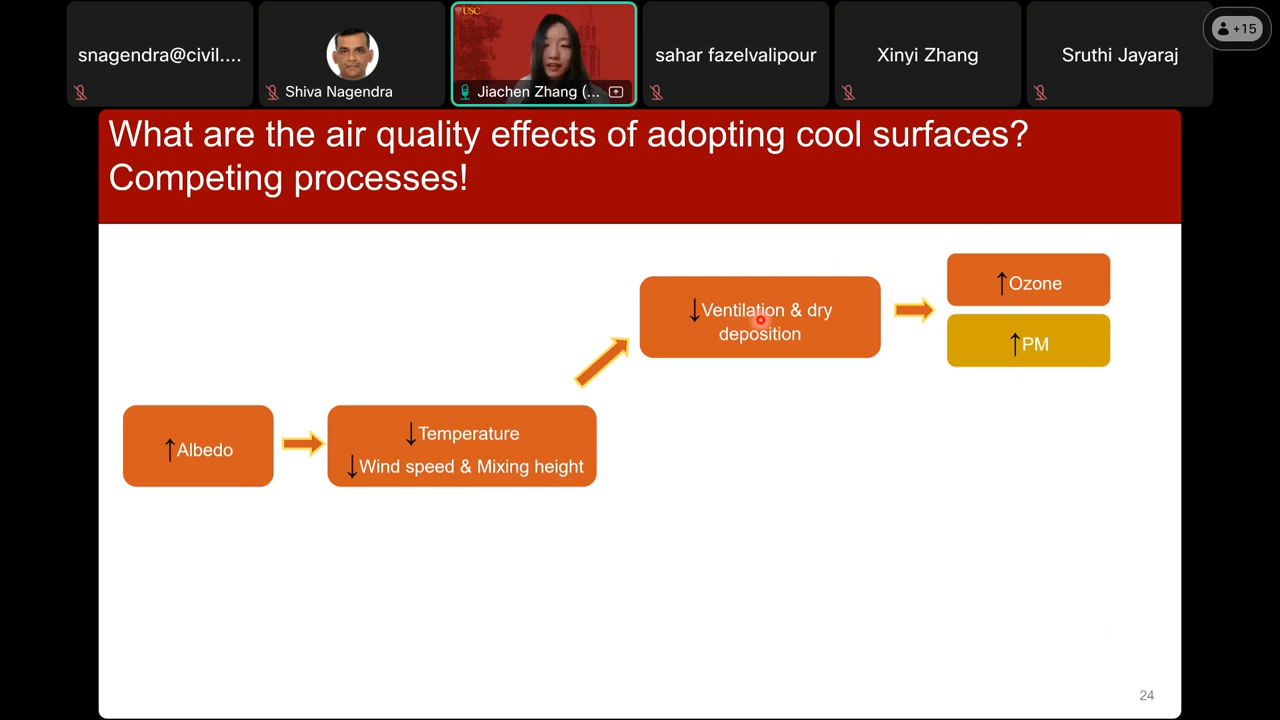 snagendra@civil....
Shiva Nagendra
USC
Jiachen Zhang (...
sahar fazelvalipour
Xinyi Zhang
Sruthi Jayaraj
+15
What are the air quality effects of adopting cool surfaces?
Competing processes!
↑Albedo
↓Temperature
↓Wind speed & Mixing height
↓Ventilation & dry
deposition
↑Ozone
↑PM
24